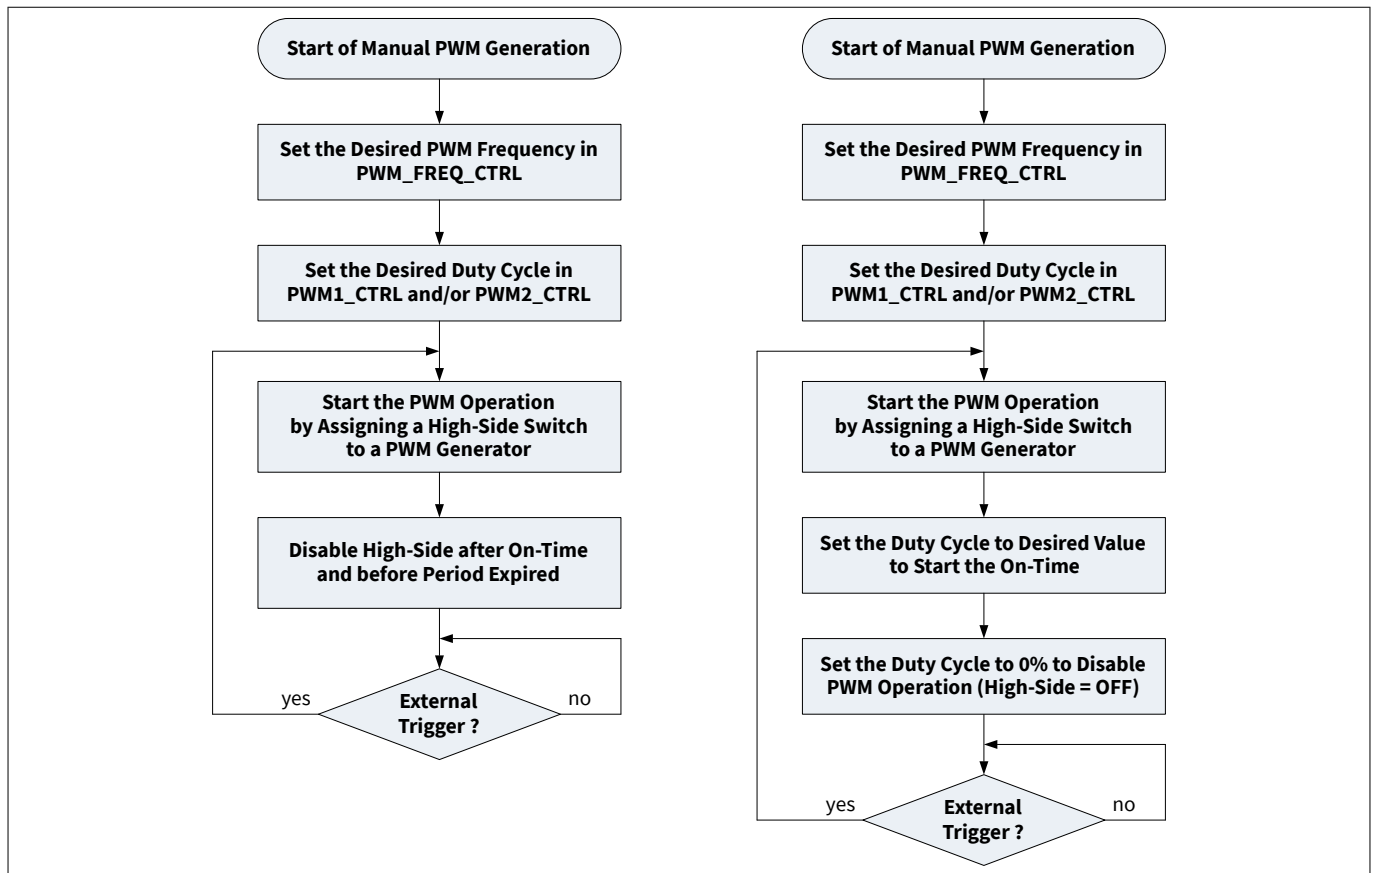 Start of Manual PWM Generation
Set the Desired PWM Frequency in
PWM_FREQ_CTRL
Set the Desired Duty Cycle in
PWM1_CTRL and/or PWM2_CTRL
Start the PWM Operation
by Assigning a High-Side Switch
to a PWM Generator
Disable High-Side after On-Time
and before Period Expired
yes
External
Trigger ?
no
Start of Manual PWM Generation
Set the Desired PWM Frequency in
PWM_FREQ_CTRL
Set the Desired Duty Cycle in
PWM1_CTRL and/or PWM2_CTRL
Start the PWM Operation
by Assigning a High-Side Switch
to a PWM Generator
Set the Duty Cycle to Desired Value
to Start the On-Time
Set the Duty Cycle to 0% to Disable
PWM Operation (High-Side = OFF)
yes
External
Trigger ?
no